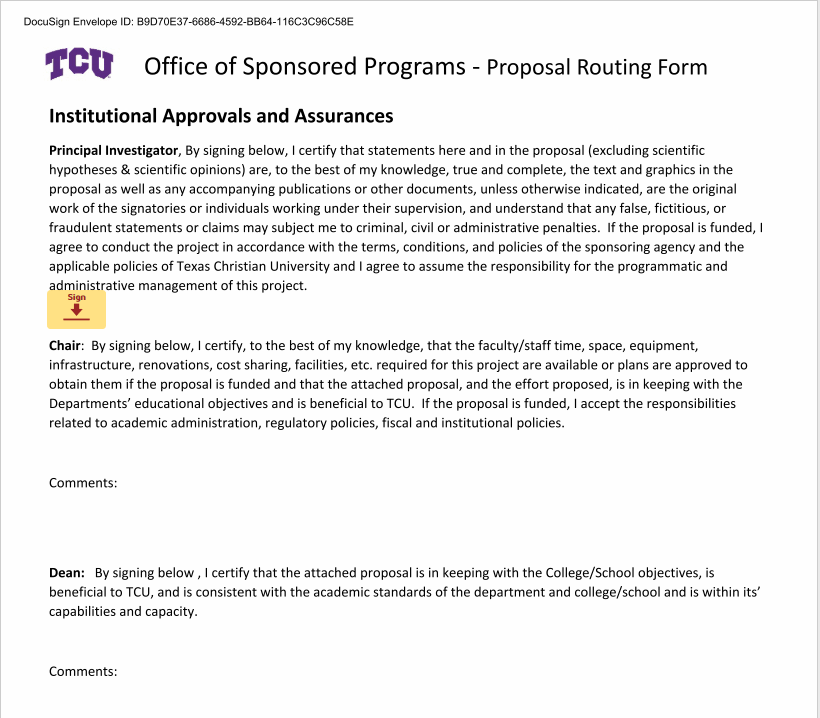 DocuSign Envelope ID: B9D70E37-6686-4592-BB64-116C3C96C58E
TCU Office of Sponsored Programs - Proposal Routing Form
Institutional Approvals and Assurances
Principal Investigator, By signing below, I certify that statements here and in the proposal (excluding scientific
hypotheses & scientific opinions) are, to the best of my knowledge, true and complete, the text and graphics in the
proposal as well as any accompanying publications or other documents, unless otherwise indicated, are the original
work of the signatories or individuals working under their supervision, and understand that any false, fictitious, or
fraudulent statements or claims may subject me to criminal, civil or administrative penalties.  If the proposal is funded, I
agree to conduct the project in accordance with the terms, conditions, and policies of the sponsoring agency and the
applicable policies of Texas Christian University and I agree to assume the responsibility for the programmatic and
administrative management of this project.
Sign
Chair:  By signing below, I certify, to the best of my knowledge, that the faculty/staff time, space, equipment,
infrastructure, renovations, cost sharing, facilities, etc. required for this project are available or plans are approved to
obtain them if the proposal is funded and that the attached proposal, and the effort proposed, is in keeping with the
Departments’ educational objectives and is beneficial to TCU.  If the proposal is funded, I accept the responsibilities
related to academic administration, regulatory policies, fiscal and institutional policies.
Comments:
Dean:   By signing below , I certify that the attached proposal is in keeping with the College/School objectives, is
beneficial to TCU, and is consistent with the academic standards of the department and college/school and is within its’
capabilities and capacity.
Comments: